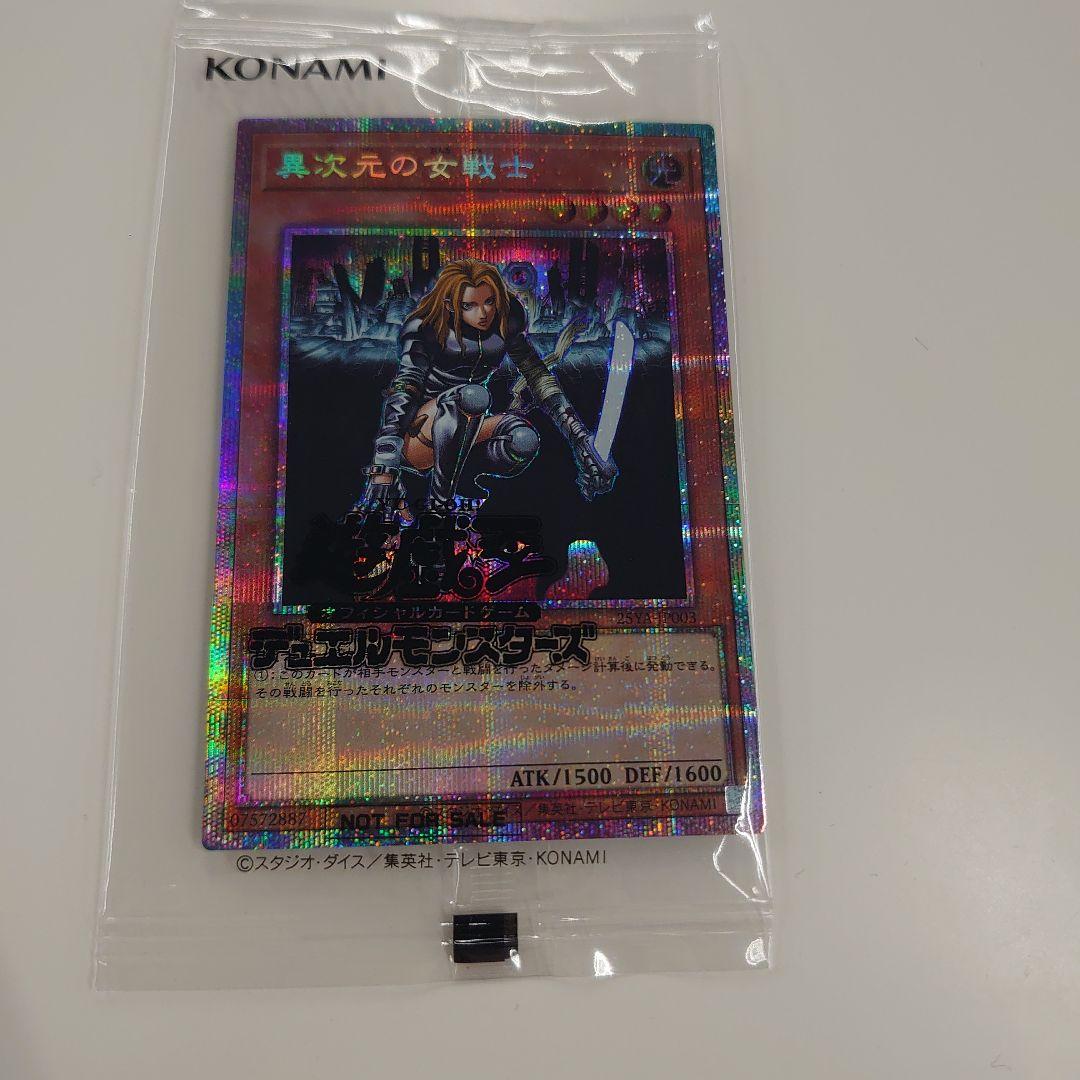 KONAMI
異次元の女戦士
光
遊戯王
オフィシャルカードゲーム
デュエルモンスターズ
25YA-JP003
①:このカードが相手モンスターと戦闘を行ったダメージ計算後に発動できる。
その戦闘を行ったそれぞれのモンスターを除外する。
ATK/1500 DEF/1600
07572887 NOT FOR SALE ／集英社・テレビ東京・KONAMI
©スタジオ・ダイス／集英社・テレビ東京・KONAMI